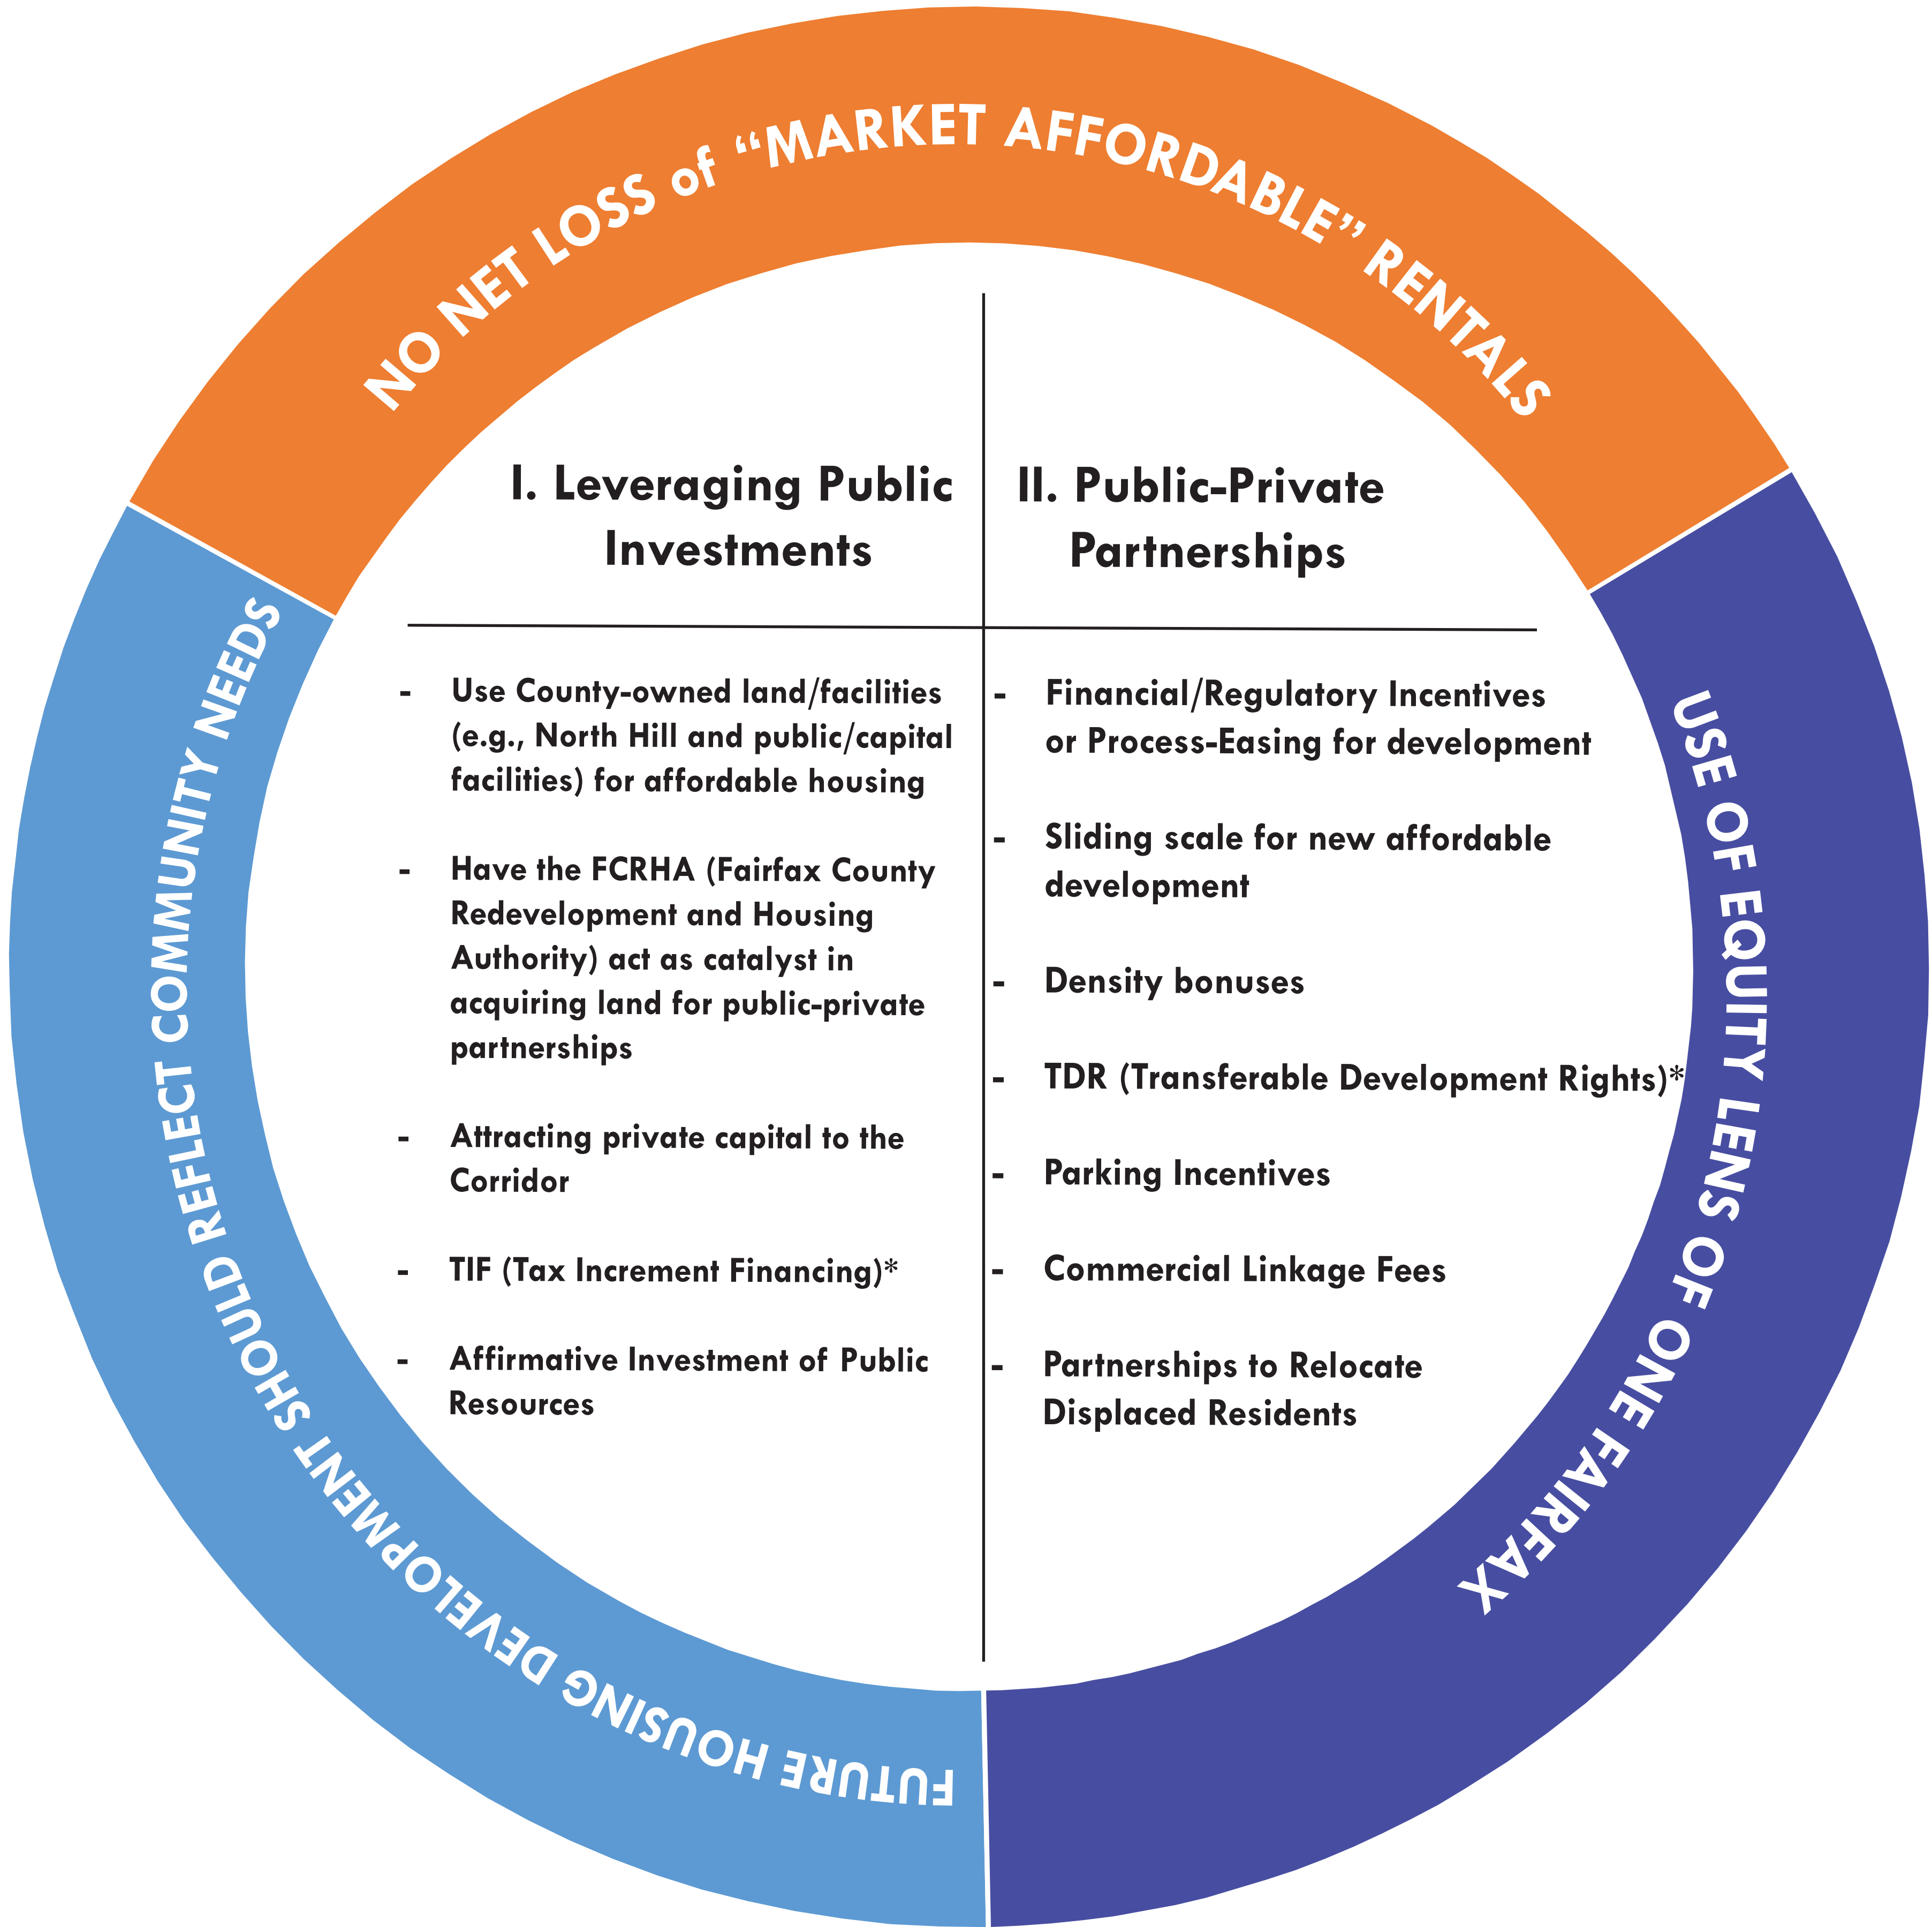 NO NET LOSS of ““MARKET AFFORDABLE” RENTALS
USE OF EQUITY LENS OF ONE FAIRFAX
FUTURE HOUSING DEVELOPMENT SHOULD REFLECT COMMUNITY NEEDS
I. Leveraging Public
Investments
- Use County-owned land/facilities
(e.g., North Hill and public/capital
facilities) for affordable housing
- Have the FCRHA (Fairfax County
Redevelopment and Housing
Authority) act as catalyst in
acquiring land for public-private
partnerships
- Attracting private capital to the
Corridor
- TIF (Tax Increment Financing)*
- Affirmative Investment of Public
Resources
II. Public-Private
Partnerships
- Financial/Regulatory Incentives
or Process-Easing for development
- Sliding scale for new affordable
development
- Density bonuses
- TDR (Transferable Development Rights)*
- Parking Incentives
- Commercial Linkage Fees
- Partnerships to Relocate
Displaced Residents